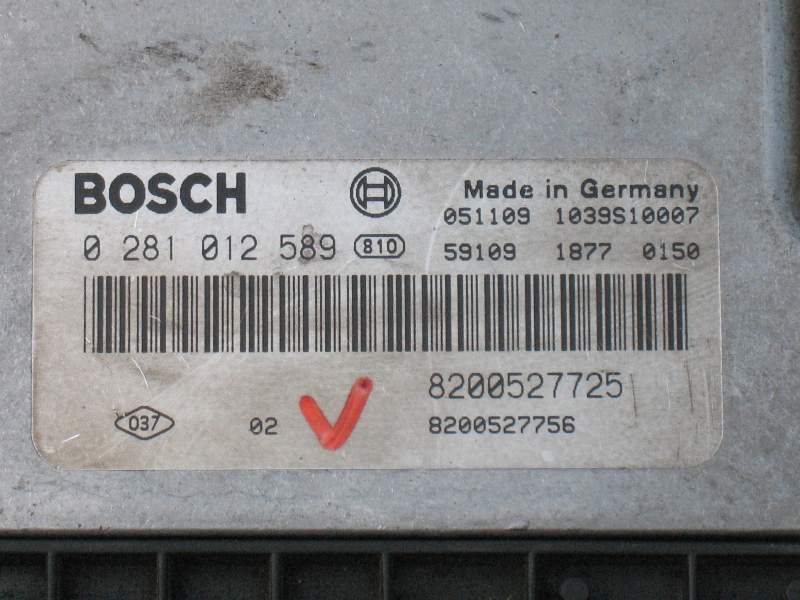 BOSCH
Made in Germany
051109 1039S10007
0 281 012 589 810
59109 1877 0150
8200527725
037 02 8200527756